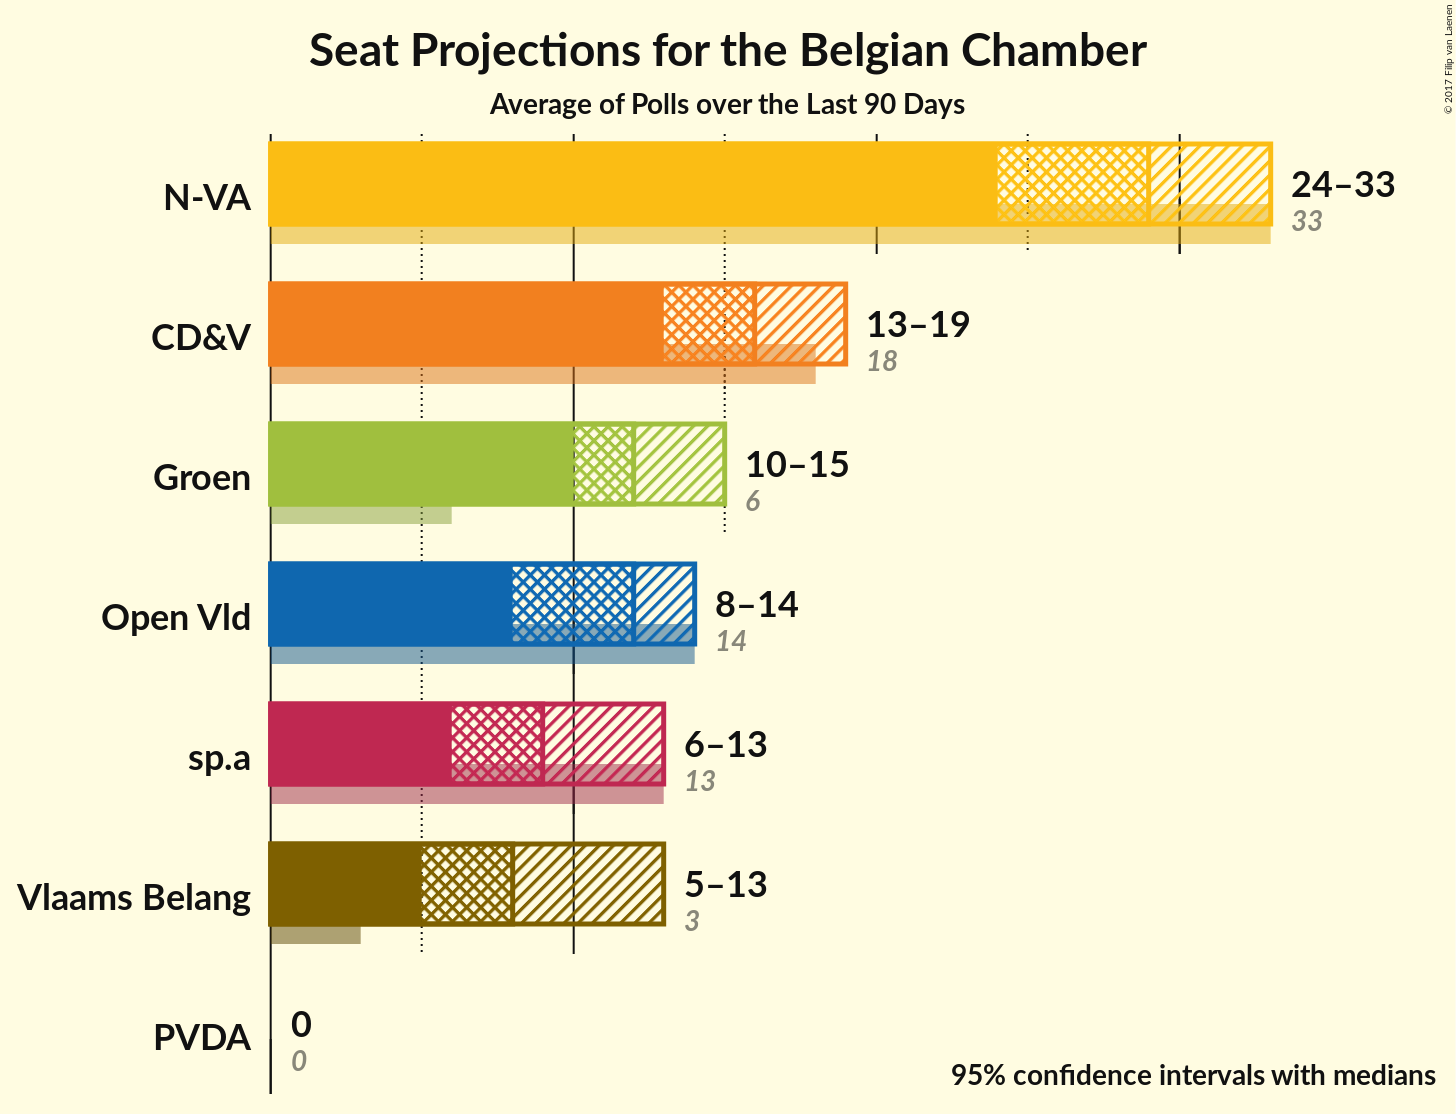 Seat Projections for the Belgian Chamber
Average of Polls over the Last 90 Days
© 2017 Filip van Laenen
N-VA
24–33
33
CD&V
13–19
18
Groen
10–15
6
Open Vld
8–14
14
sp.a
6–13
13
Vlaams Belang
5–13
3
PVDA
0
0
95% confidence intervals with medians